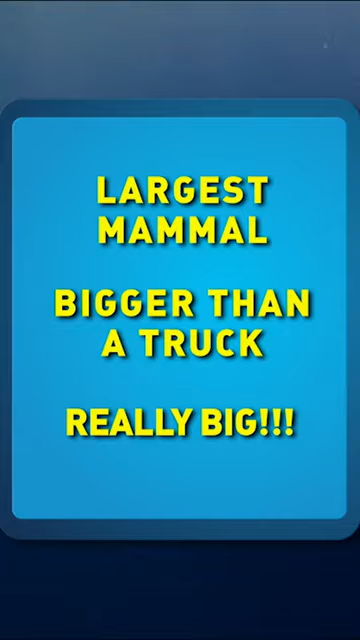 LARGEST
MAMMAL
BIGGER THAN
A TRUCK
REALLY BIG!!!